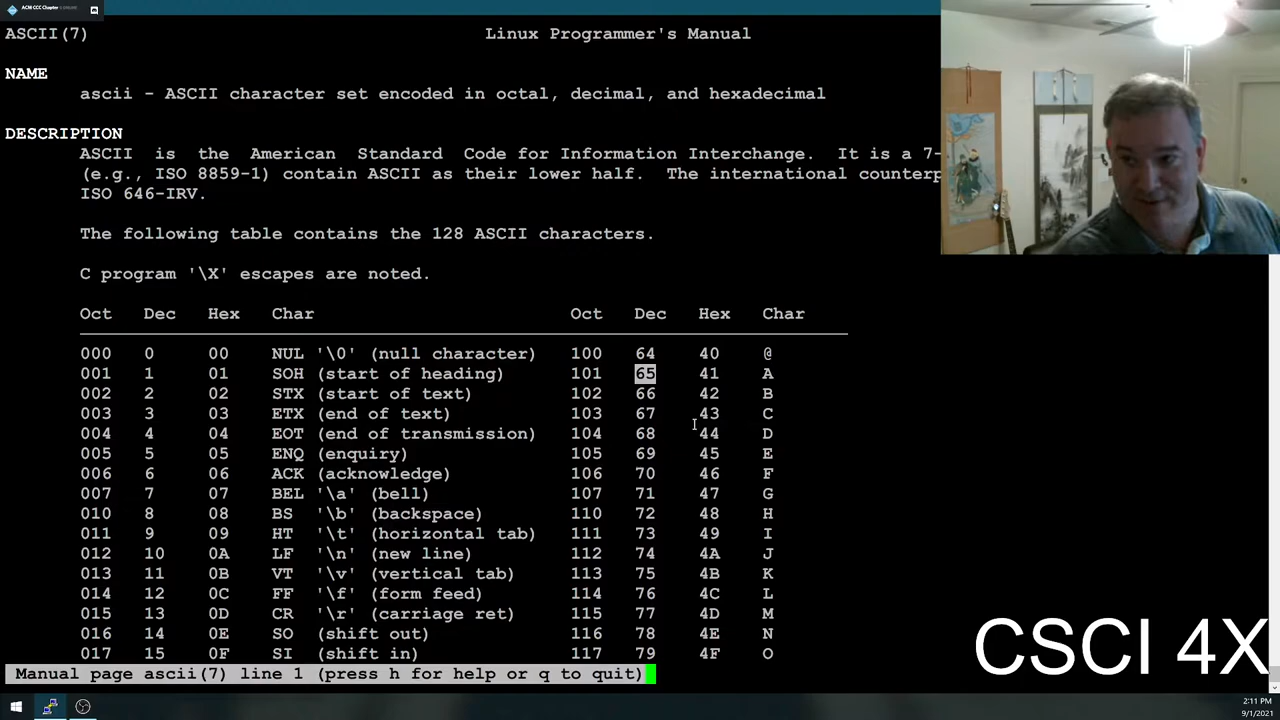 ACM CCC Chapter
ASCII(7) Linux Programmer's Manual
NAME
ascii - ASCII character set encoded in octal, decimal, and hexadecimal
DESCRIPTION
ASCII is the American Standard Code for Information Interchange. It is a 7-
(e.g., ISO 8859-1) contain ASCII as their lower half. The international counterp
ISO 646-IRV.
The following table contains the 128 ASCII characters.
C program '\X' escapes are noted.
Oct Dec Hex Char Oct Dec Hex Char
000 0 00 NUL '\0' (null character) 100 64 40 @
001 1 01 SOH (start of heading) 101 65 41 A
002 2 02 STX (start of text) 102 66 42 B
003 3 03 ETX (end of text) 103 67 43 C
004 4 04 EOT (end of transmission) 104 68 44 D
005 5 05 ENQ (enquiry) 105 69 45 E
006 6 06 ACK (acknowledge) 106 70 46 F
007 7 07 BEL '\a' (bell) 107 71 47 G
010 8 08 BS '\b' (backspace) 110 72 48 H
011 9 09 HT '\t' (horizontal tab) 111 73 49 I
012 10 0A LF '\n' (new line) 112 74 4A J
013 11 0B VT '\v' (vertical tab) 113 75 4B K
014 12 0C FF '\f' (form feed) 114 76 4C L
015 13 0D CR '\r' (carriage ret) 115 77 4D M
016 14 0E SO (shift out) 116 78 4E N
017 15 0F SI (shift in) 117 79 4F O
Manual page ascii(7) line 1 (press h for help or q to quit)
CSCI 4X
2:11 PM
9/1/2021